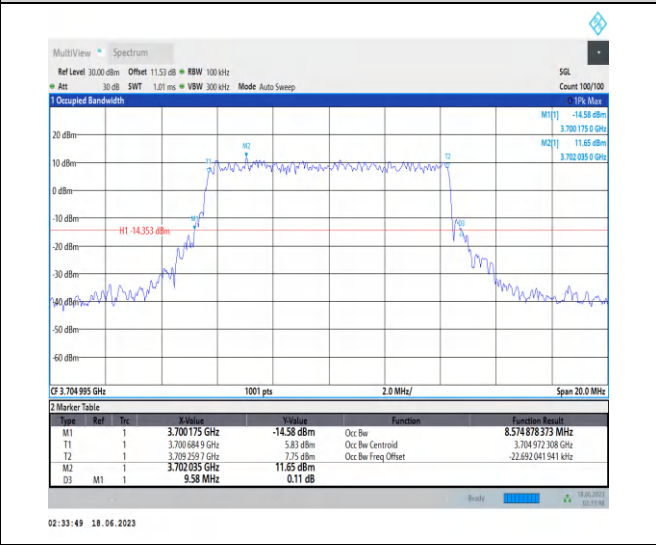 MultiView Spectrum
Ref Level 30.00 dBm Offset 11.53 dB RBW 100 kHz SGL
Att 30 dB SWT 1.01 ms VBW 300 kHz Mode Auto Sweep Count 100/100
1 Occupied Bandwidth 1Pk Max
M1[1] -14.58 dBm
3.700 175 0 GHz
M2[1] 11.65 dBm
3.702 035 0 GHz
20 dBm
M2
T1 T2
10 dBm
0 dBm
-10 dBm
M1 D3
H1 -14.353 dBm
-20 dBm
-30 dBm
-40 dBm
-50 dBm
-60 dBm
CF 3.704 995 GHz 1001 pts 2.0 MHz/ Span 20.0 MHz
2 Marker Table
Type Ref Trc X-Value Y-Value Function Function Result
M1 1 3.700175 GHz -14.58 dBm Occ Bw 8.574 878 373 MHz
T1 1 3.700 684 9 GHz 5.83 dBm Occ Bw Centroid 3.704 972 308 GHz
T2 1 3.709 259 7 GHz 7.75 dBm Occ Bw Freq Offset -22.692 041 941 kHz
M2 1 3.702035 GHz 11.65 dBm
D3 M1 1 9.58 MHz 0.11 dB
Ready 18.06.2023
02:33:48
02:33:49 18.06.2023